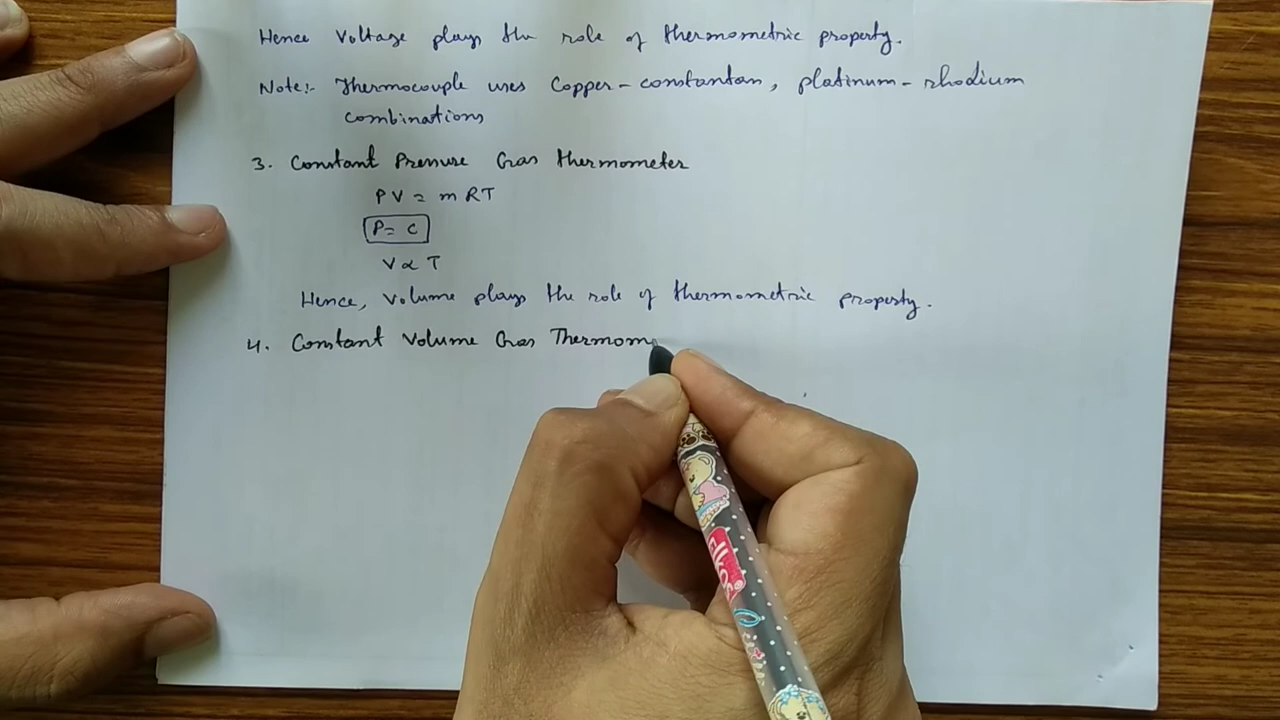 Hence Voltage plays the role of thermometric property.
Note:- Thermocouple uses Copper - constantan, platinum - rhodium
combinations
3. Constant Pressure Gas thermometer
PV = mRT
P = c
V ∝ T
Hence, Volume plays the role of thermometric property.
4. Constant Volume Gas Thermom
elkos